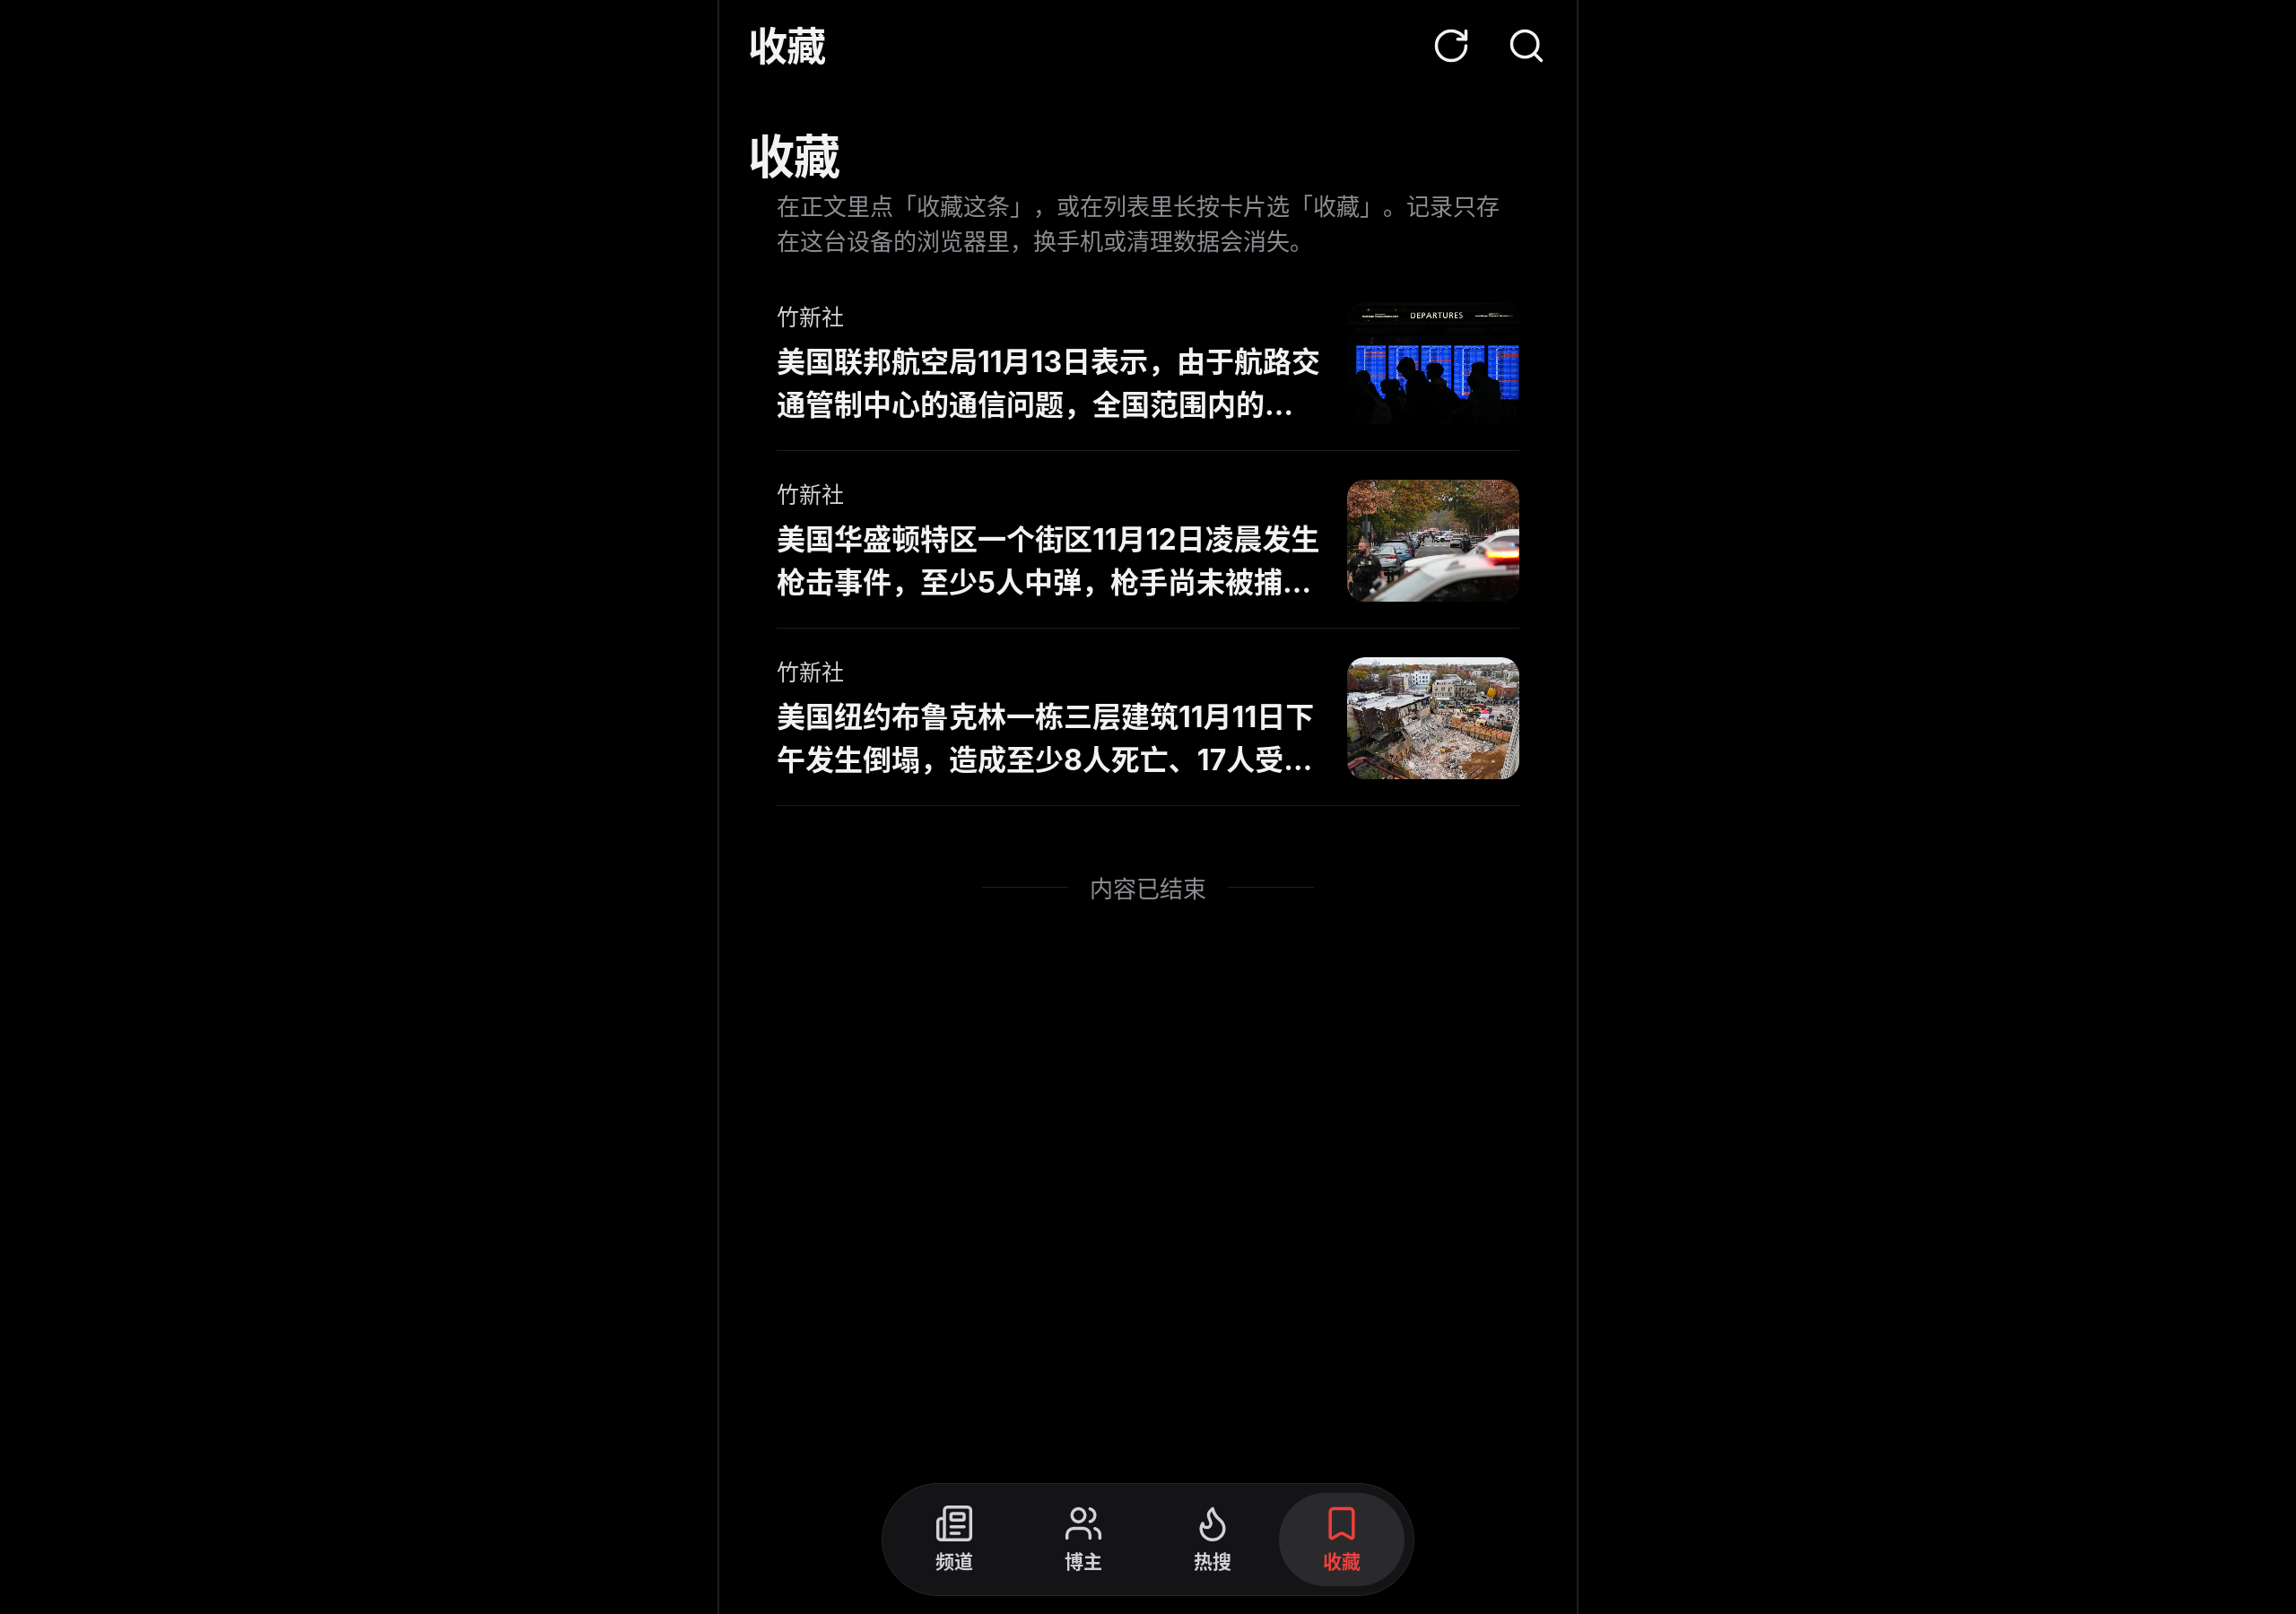 收藏
收藏
在正文里点「收藏这条」，或在列表里长按卡片选「收藏」。记录只存
在这台设备的浏览器里，换手机或清理数据会消失。
竹新社
美国联邦航空局11月13日表示，由于航路交
通管制中心的通信问题，全国范围内的...
DEPARTURES
竹新社
美国华盛顿特区一个街区11月12日凌晨发生
枪击事件，至少5人中弹，枪手尚未被捕...
竹新社
美国纽约布鲁克林一栋三层建筑11月11日下
午发生倒塌，造成至少8人死亡、17人受...
内容已结束
频道
博主
热搜
收藏